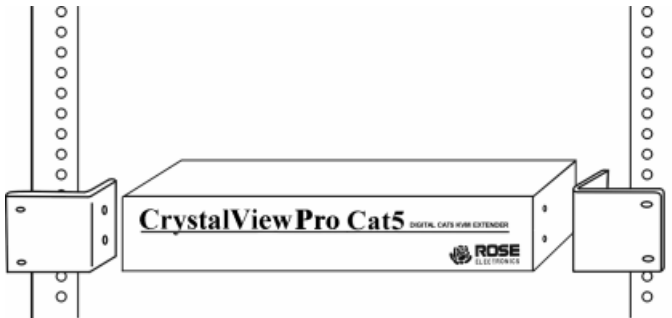 CrystalViewPro Cat5 DIGITAL CAT5 KVM EXTENDER
ROSE
ELECTRONICS